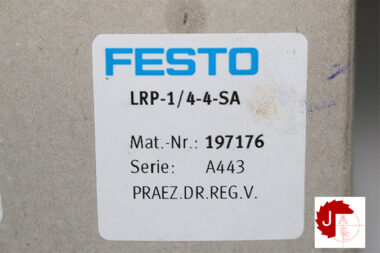 FESTO
LRP-1/4-4-SA
Mat.-Nr.: 197176
Serie: A443
PRAEZ.DR.REG.V.
J